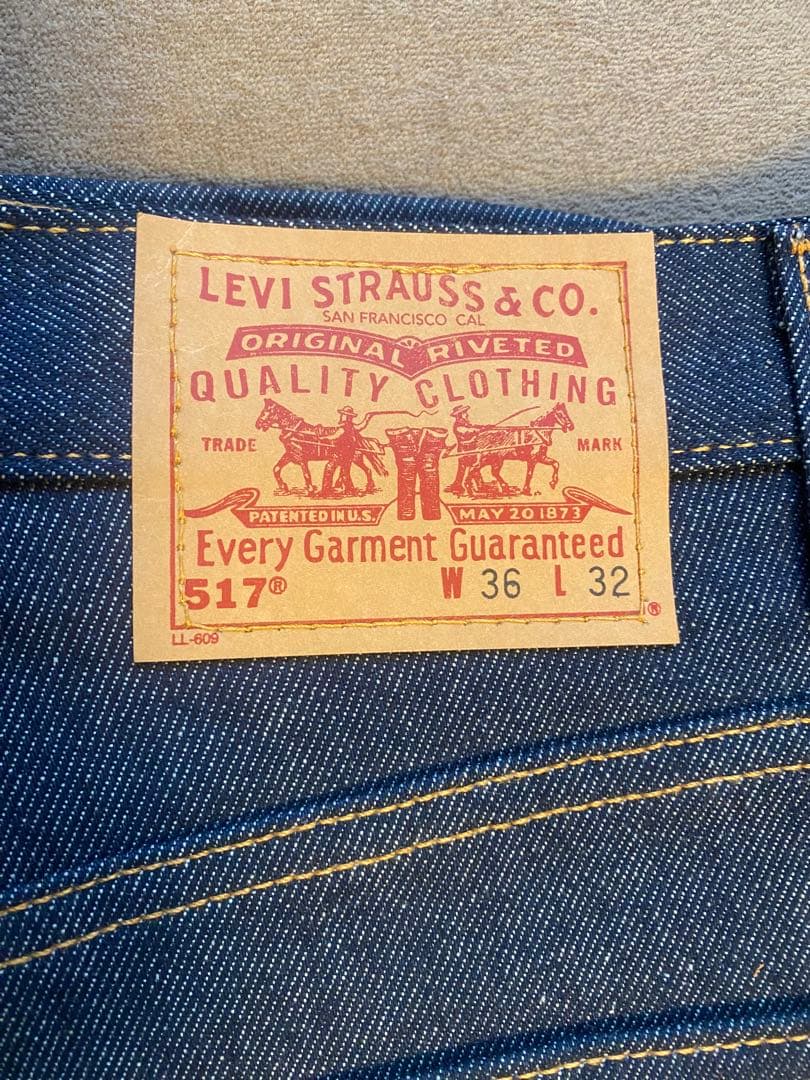 LEVI STRAUSS & CO.
SAN FRANCISCO CAL
ORIGINAL RIVETED
QUALITY CLOTHING
TRADE MARK
PATENTED IN U.S. MAY 20 1873
Every Garment Guaranteed
517® W 36 L 32
®
LL-609